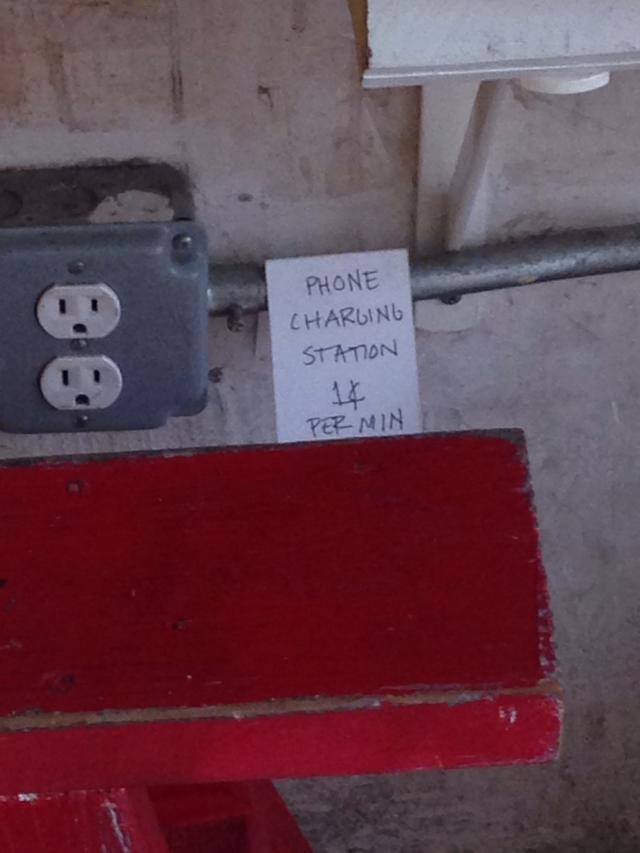 PHONE
CHARGING
STATION
1¢
PER MIN